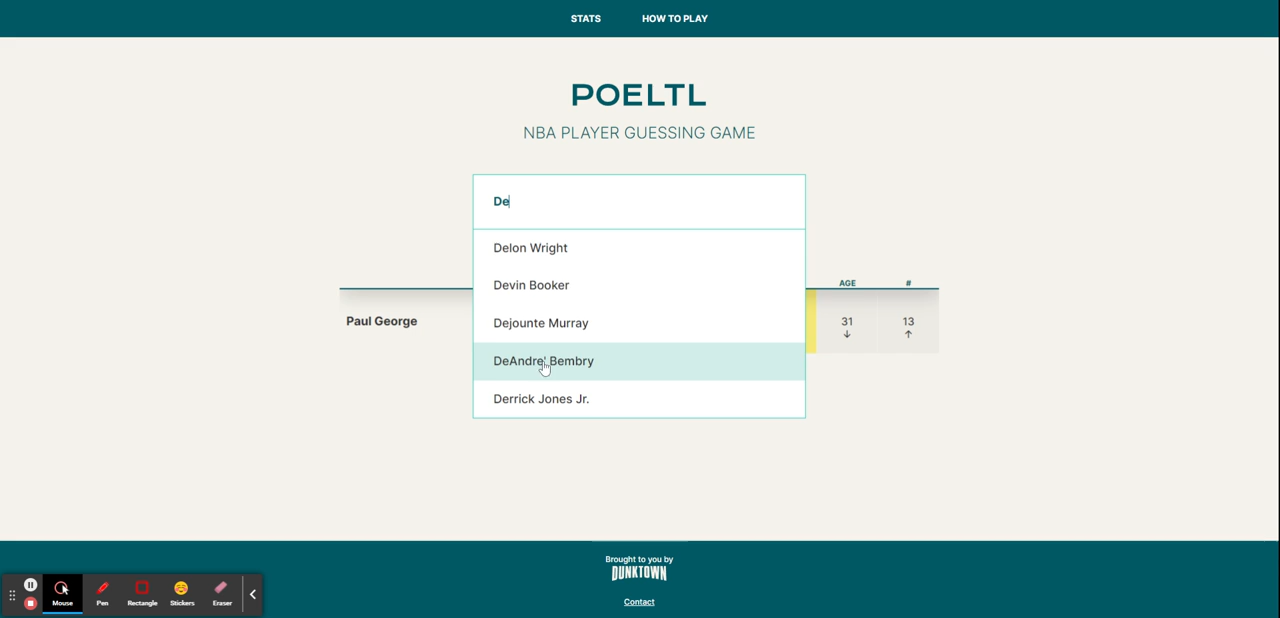 STATS HOW TO PLAY
POELTL
NBA PLAYER GUESSING GAME
De
Delon Wright
Devin Booker
Dejounte Murray
DeAndre' Bembry
Derrick Jones Jr.
AGE #
Paul George 31 13
↓ ↑
Brought to you by
DUNKTOWN
Contact
Mouse Pen Rectangle Stickers Eraser